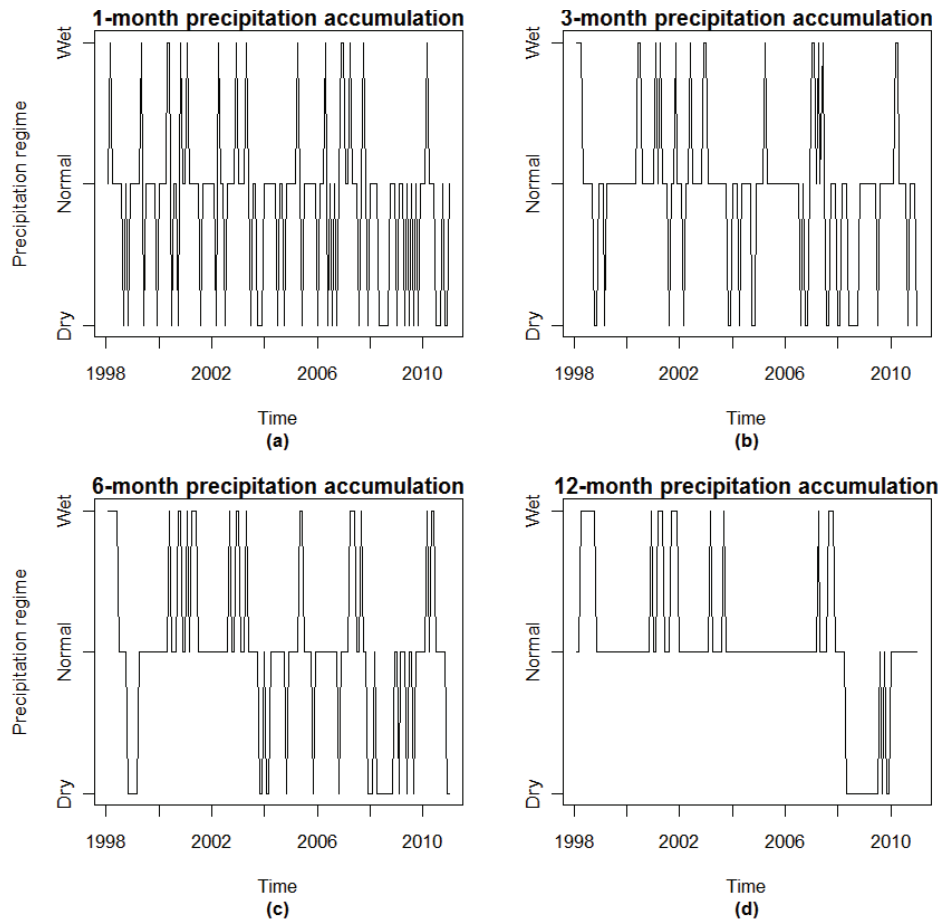 1-month precipitation accumulation
Precipitation regime
Wet
Normal
Dry
1998 2002 2006 2010
Time
(a)
3-month precipitation accumulation
Wet
Normal
Dry
1998 2002 2006 2010
Time
(b)
6-month precipitation accumulation
Precipitation regime
Wet
Normal
Dry
1998 2002 2006 2010
Time
(c)
12-month precipitation accumulation
Wet
Normal
Dry
1998 2002 2006 2010
Time
(d)